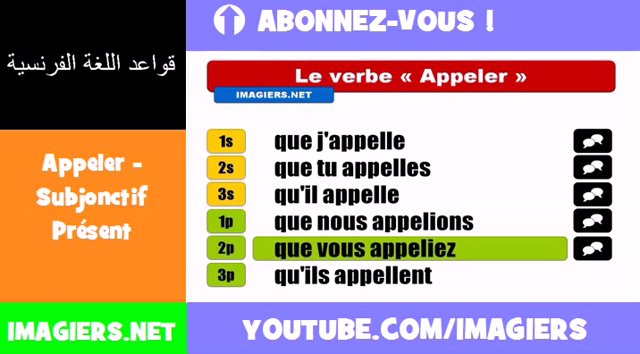 ABONNEZ-VOUS !
قواعد اللغة الفرنسية
Le verbe « Appeler »
IMAGIERS.NET
Appeler -
Subjonctif
Présent
1s que j'appelle
2s que tu appelles
3s qu'il appelle
1p que nous appelions
2p que vous appeliez
3p qu'ils appellent
IMAGIERS.NET
YOUTUBE.COM/IMAGIERS